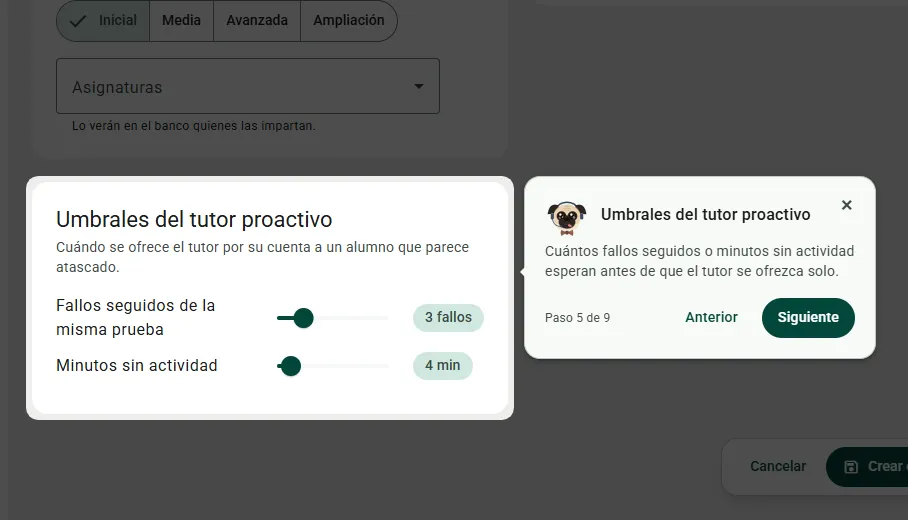 Inicial
Media
Avanzada
Ampliación
Asignaturas
Lo verán en el banco quienes las impartan.
Umbrales del tutor proactivo
Cuándo se ofrece el tutor por su cuenta a un alumno que parece
atascado.
Fallos seguidos de la
misma prueba
3 fallos
Minutos sin actividad
4 min
Umbrales del tutor proactivo
Cuántos fallos seguidos o minutos sin actividad
esperan antes de que el tutor se ofrezca solo.
Paso 5 de 9
Anterior
Siguiente
Cancelar
Crear